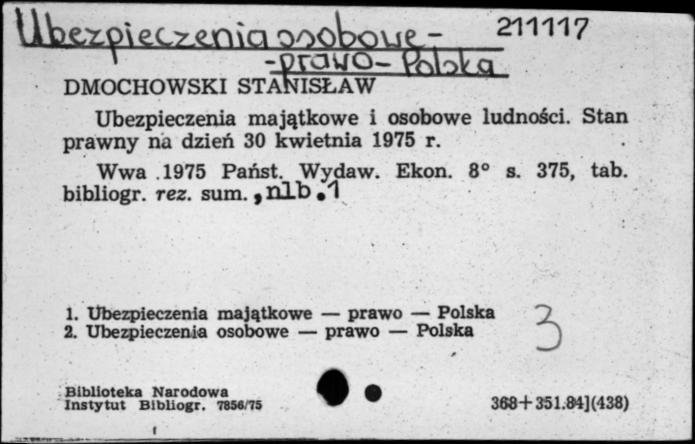 Ubezpieczenia osobowe -
211117
- prawo - Polska
DMOCHOWSKI STANISŁAW
Ubezpieczenia majątkowe i osobowe ludności. Stan
prawny na dzień 30 kwietnia 1975 r.
Wwa 1975 Państ. Wydaw. Ekon. 8° s. 375, tab.
bibliogr. rez. sum. , nlb. 1
1. Ubezpieczenia majątkowe — prawo — Polska
2. Ubezpieczenia osobowe — prawo — Polska
3
Biblioteka Narodowa
Instytut Bibliogr. 7856/75
368+351.84](438)